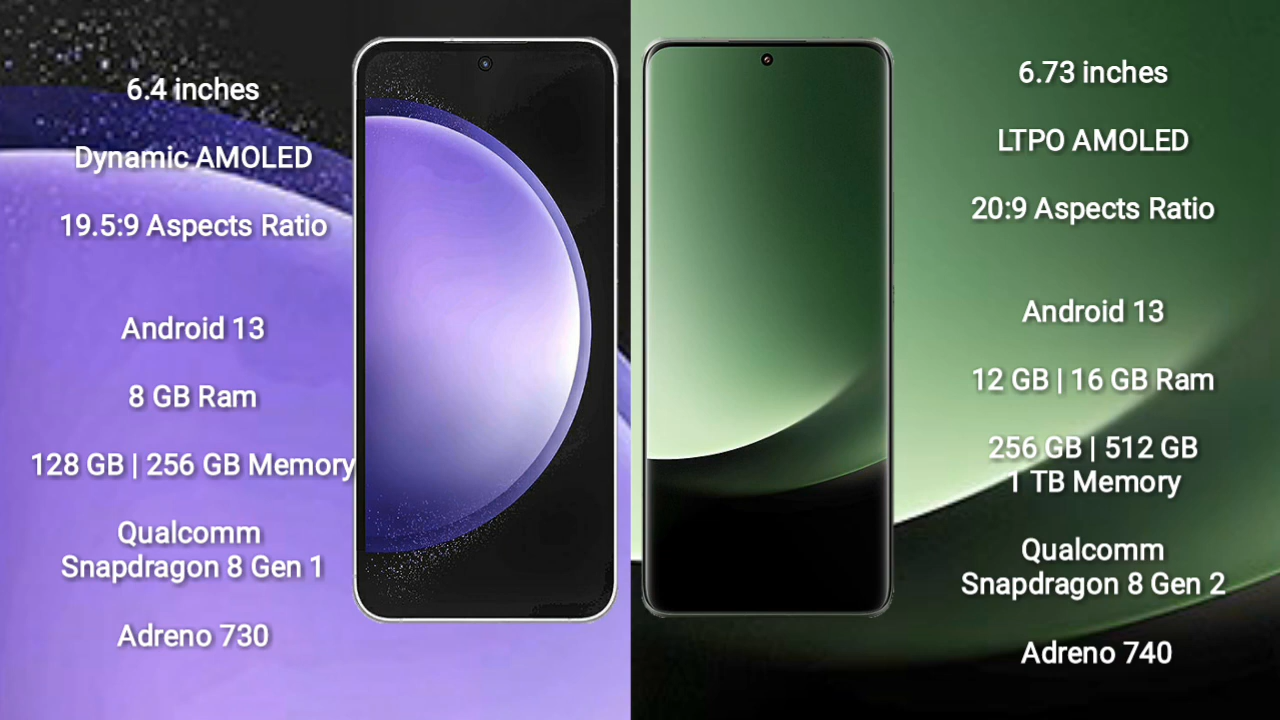 6.4 inches
Dynamic AMOLED
19.5:9 Aspects Ratio
Android 13
8 GB Ram
128 GB | 256 GB Memory
Qualcomm
Snapdragon 8 Gen 1
Adreno 730
6.73 inches
LTPO AMOLED
20:9 Aspects Ratio
Android 13
12 GB | 16 GB Ram
256 GB | 512 GB
1 TB Memory
Qualcomm
Snapdragon 8 Gen 2
Adreno 740